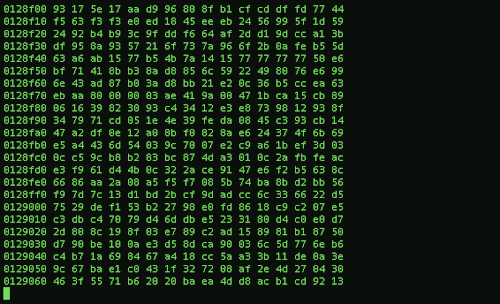 0128f00 93 17 5e 17 aa d9 96 80 8f b1 cf cd df fd 77 44
0128f10 f5 63 f3 f3 e0 ed 18 45 ee eb 24 56 99 5f 1d 59
0128f20 24 92 b4 b9 3c 9f dd f6 64 af 2d d1 9d cc a1 3b
0128f30 df 95 8a 93 57 21 6f 73 7a 96 6f 2b 0a fe b5 5d
0128f40 63 a6 ab 15 77 b5 4b 7a 14 15 77 77 77 77 50 e6
0128f50 bf 71 41 8b b3 8a d8 85 6c 59 22 49 80 76 e6 99
0128f60 6e 43 ad 87 b0 3a d8 bb 21 e2 0c 36 b5 cc ea 63
0128f70 eb aa 80 00 00 03 ae 41 9a 00 47 1b ca 15 cb 89
0128f80 06 16 39 82 30 93 c4 34 12 e3 e8 73 98 12 93 8f
0128f90 34 79 71 cd 05 1e 4e 39 fe da 08 45 c3 93 cb 14
0128fa0 47 a2 df 0e 12 a0 8b f0 82 8a e6 24 37 4f 6b 69
0128fb0 e5 a4 43 6d 54 03 9c 70 07 e2 c9 a6 1b ef 3d 03
0128fc0 0c c5 9c b8 b2 83 bc 87 4d a3 01 0c 2a fb fe ac
0128fd0 e3 f9 61 d4 4b 0c 32 2a ce 91 47 e6 f2 b5 63 8c
0128fe0 66 86 aa 2a 08 a5 f5 f7 08 5b 74 ba 8b d2 bb 56
0128ff0 f9 7d 7c 13 d1 bd 2b cf 9d ad cc 6c 33 66 22 d5
0129000 75 29 de f1 53 b2 27 98 e0 fd 86 18 c9 c2 07 e5
0129010 c3 db c4 70 79 d4 6d db e5 23 31 80 d4 c0 e8 d7
0129020 2d 80 8c 19 8f 03 e7 89 c2 ad 15 89 81 b1 87 50
0129030 d7 90 be 10 0a e3 d5 8d ca 90 03 6c 5d 77 6e b6
0129040 c4 b7 1a 69 84 67 a4 18 cc 5a a3 3b 11 de 0a 3e
0129050 9c 67 ba e1 c0 43 1f 32 72 08 af 2e 4d 27 04 30
0129060 46 3f 55 71 b6 20 20 ba ea 4d d8 ac b1 cd 92 13